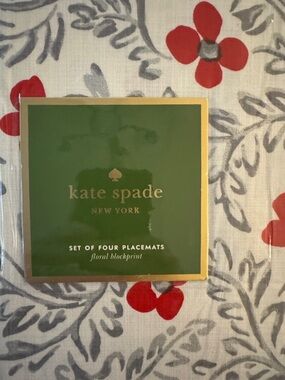 kate spade
NEW YORK
SET OF FOUR PLACEMATS
floral blockprint